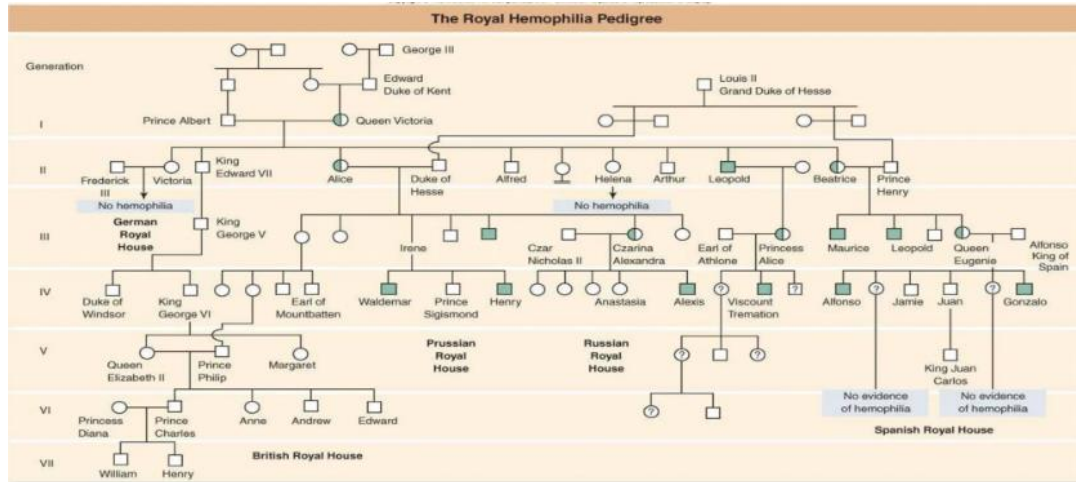 The Royal Hemophilia Pedigree
Generation
George III
Edward
Duke of Kent
Louis II
Grand Duke of Hesse
I
Prince Albert
Queen Victoria
II
Frederick
III
Victoria
King
Edward VII
Alice
Duke of
Hesse
Alfred
Helena
Arthur
Leopold
Beatrice
Prince
Henry
No hemophilia
No hemophilia
German
Royal
House
III
King
George V
Irene
Czar
Nicholas II
Czarina
Alexandra
Earl of
Athlone
Princess
Alice
Maurice
Leopold
Queen
Eugenie
Alfonso
King of
Spain
IV
?
?
?
?
Duke of
Windsor
King
George VI
Earl of
Mountbatten
Waldemar
Prince
Sigismond
Henry
Anastasia
Alexis
Viscount
Tremation
Alfonso
Jamie
Juan
Gonzalo
V
?
?
Queen
Elizabeth II
Prince
Philip
Margaret
Prussian
Royal
House
Russian
Royal
House
King Juan
Carlos
VI
?
Princess
Diana
Prince
Charles
Anne
Andrew
Edward
No evidence
of hemophilia
No evidence
of hemophilia
Spanish Royal House
VII
William
Henry
British Royal House